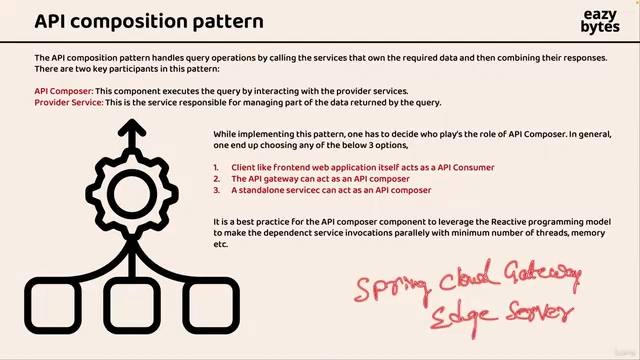 API composition pattern
eazy
bytes
The API composition pattern handles query operations by calling the services that own the required data and then combining their responses.
There are two key participants in this pattern:
API Composer: This component executes the query by interacting with the provider services.
Provider Service: This is the service responsible for managing part of the data returned by the query.
While implementing this pattern, one has to decide who play's the role of API Composer. In general,
one end up choosing any of the below 3 options,
1. Client like frontend web application itself acts as a API Consumer
2. The API gateway can act as an API composer
3. A standalone servicec can act as an API composer
It is a best practice for the API composer component to leverage the Reactive programming model
to make the dependenct service invocations parallely with minimum number of threads, memory
etc.
Spring Cloud Gateway
Edge Server